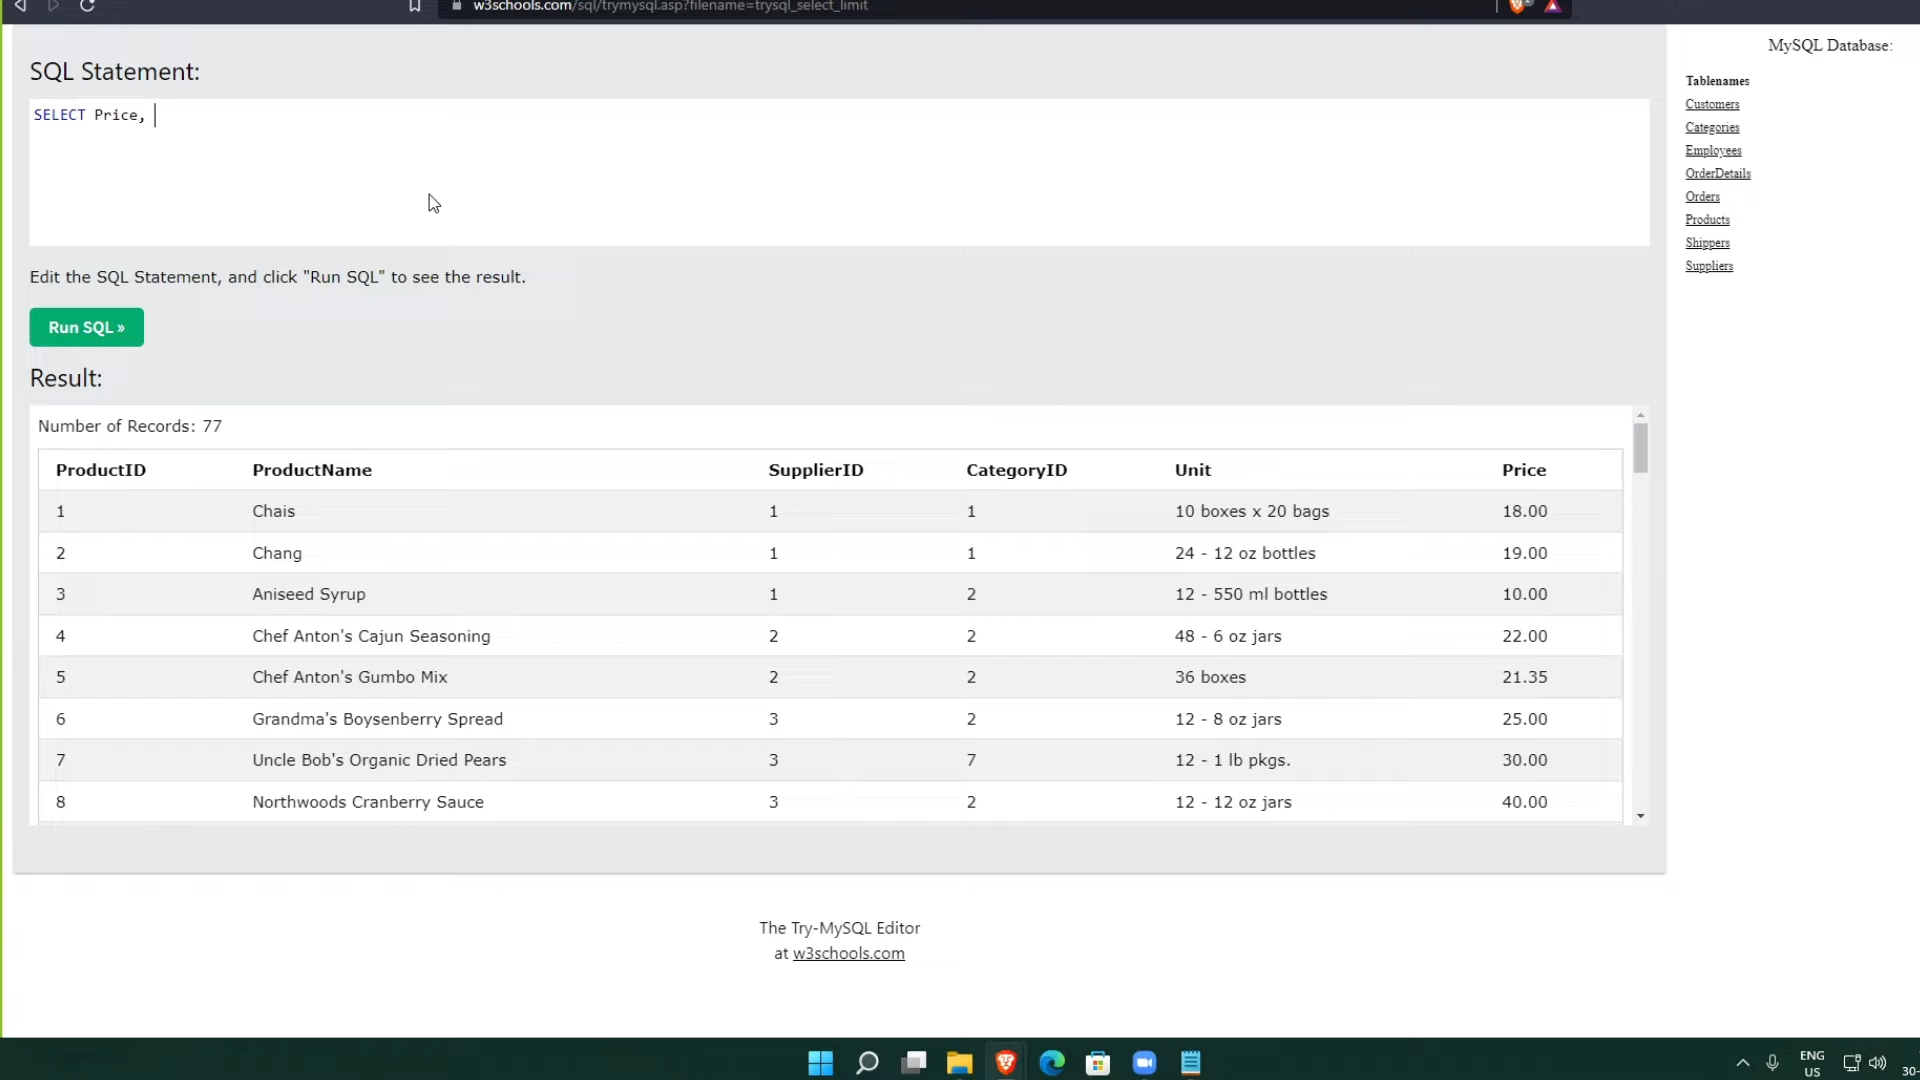 w3schools.com/sql/trymysql.asp?filename=trysql_select_limit
MySQL Database:
SQL Statement:
SELECT Price,
Edit the SQL Statement, and click "Run SQL" to see the result.
Run SQL »
Result:
Number of Records: 77
ProductID ProductName SupplierID CategoryID Unit Price
1 Chais 1 1 10 boxes x 20 bags 18.00
2 Chang 1 1 24 - 12 oz bottles 19.00
3 Aniseed Syrup 1 2 12 - 550 ml bottles 10.00
4 Chef Anton's Cajun Seasoning 2 2 48 - 6 oz jars 22.00
5 Chef Anton's Gumbo Mix 2 2 36 boxes 21.35
6 Grandma's Boysenberry Spread 3 2 12 - 8 oz jars 25.00
7 Uncle Bob's Organic Dried Pears 3 7 12 - 1 lb pkgs. 30.00
8 Northwoods Cranberry Sauce 3 2 12 - 12 oz jars 40.00
Tablenames
Customers
Categories
Employees
OrderDetails
Orders
Products
Shippers
Suppliers
The Try-MySQL Editor
at w3schools.com
ENG
US
30-